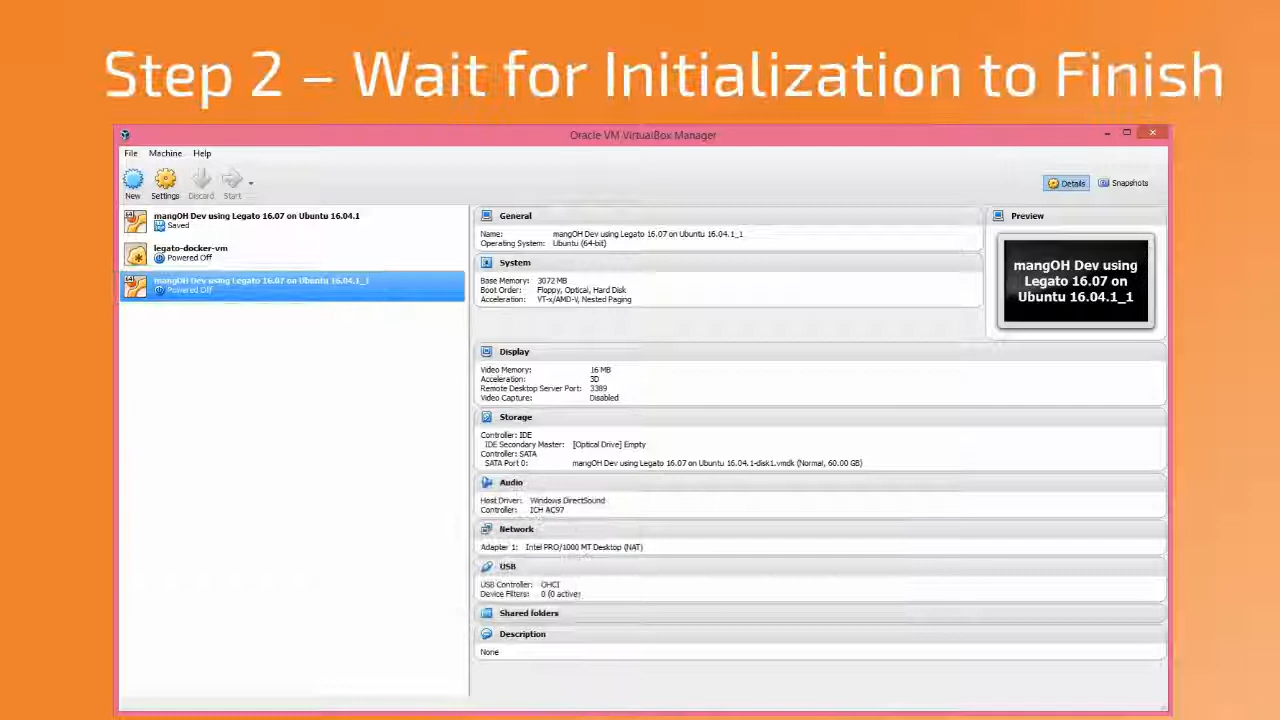 Step 2 – Wait for Initialization to Finish
Oracle VM VirtualBox Manager
File Machine Help
New Settings Discard Start
Details Snapshots
mangOH Dev using Legato 16.07 on Ubuntu 16.04.1
Saved
legato-docker-vm
Powered Off
mangOH Dev using Legato 16.07 on Ubuntu 16.04.1_1
Powered Off
General
Name: mangOH Dev using Legato 16.07 on Ubuntu 16.04.1_1
Operating System: Ubuntu (64-bit)
System
Base Memory: 3072 MB
Boot Order: Floppy, Optical, Hard Disk
Acceleration: VT-x/AMD-V, Nested Paging
Preview
mangOH Dev using
Legato 16.07 on
Ubuntu 16.04.1_1
Display
Video Memory: 16 MB
Acceleration: 3D
Remote Desktop Server Port: 3389
Video Capture: Disabled
Storage
Controller: IDE
IDE Secondary Master: [Optical Drive] Empty
Controller: SATA
SATA Port 0: mangOH Dev using Legato 16.07 on Ubuntu 16.04.1-disk1.vmdk (Normal, 60.00 GB)
Audio
Host Driver: Windows DirectSound
Controller: ICH AC97
Network
Adapter 1: Intel PRO/1000 MT Desktop (NAT)
USB
USB Controller: OHCI
Device Filters: 0 (0 active)
Shared folders
Description
None